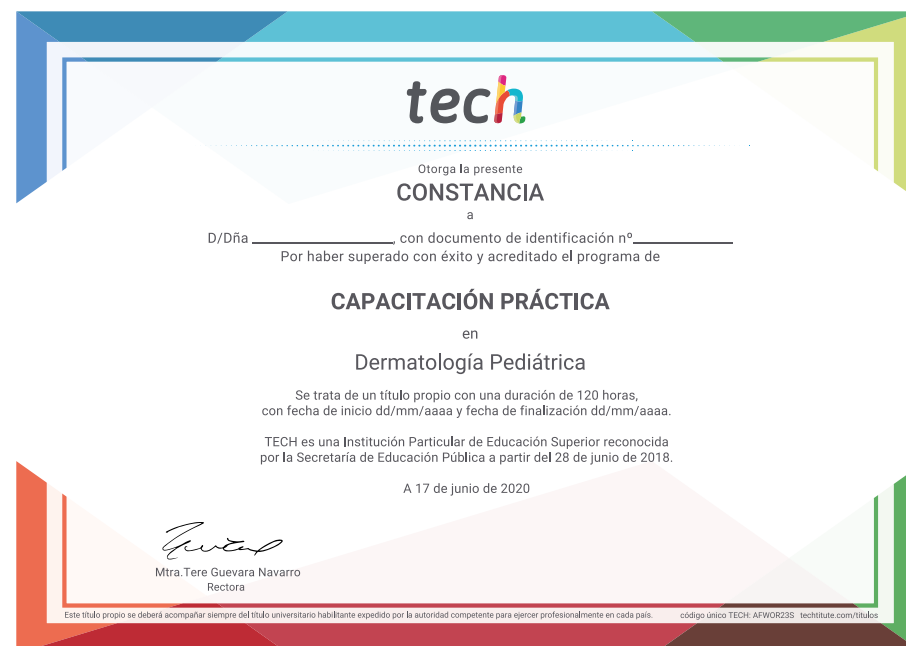 tech
Otorga la presente
CONSTANCIA
a
D/Dña ____________________, con documento de identificación nº______________
Por haber superado con éxito y acreditado el programa de
CAPACITACIÓN PRÁCTICA
en
Dermatología Pediátrica
Se trata de un título propio con una duración de 120 horas,
con fecha de inicio dd/mm/aaaa y fecha de finalización dd/mm/aaaa.
TECH es una Institución Particular de Educación Superior reconocida
por la Secretaría de Educación Pública a partir del 28 de junio de 2018.
A 17 de junio de 2020
Mtra.Tere Guevara Navarro
Rectora
Este título propio se deberá acompañar siempre del título universitario habilitante expedido por la autoridad competente para ejercer profesionalmente en cada país. código único TECH: AFWOR23S techtitute.com/titulos